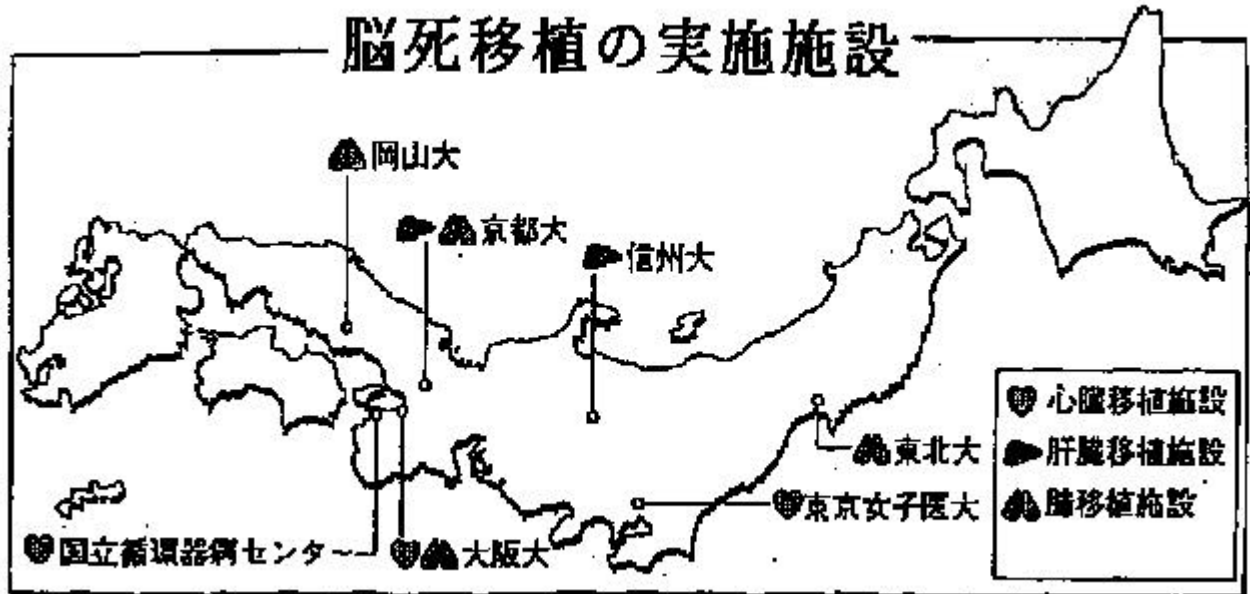 脳死移植の実施施設
岡山大
京都大
信州大
東北大
東京女子医大
国立循環器病センター
大阪大
心臓移植施設
肝臓移植施設
肺移植施設